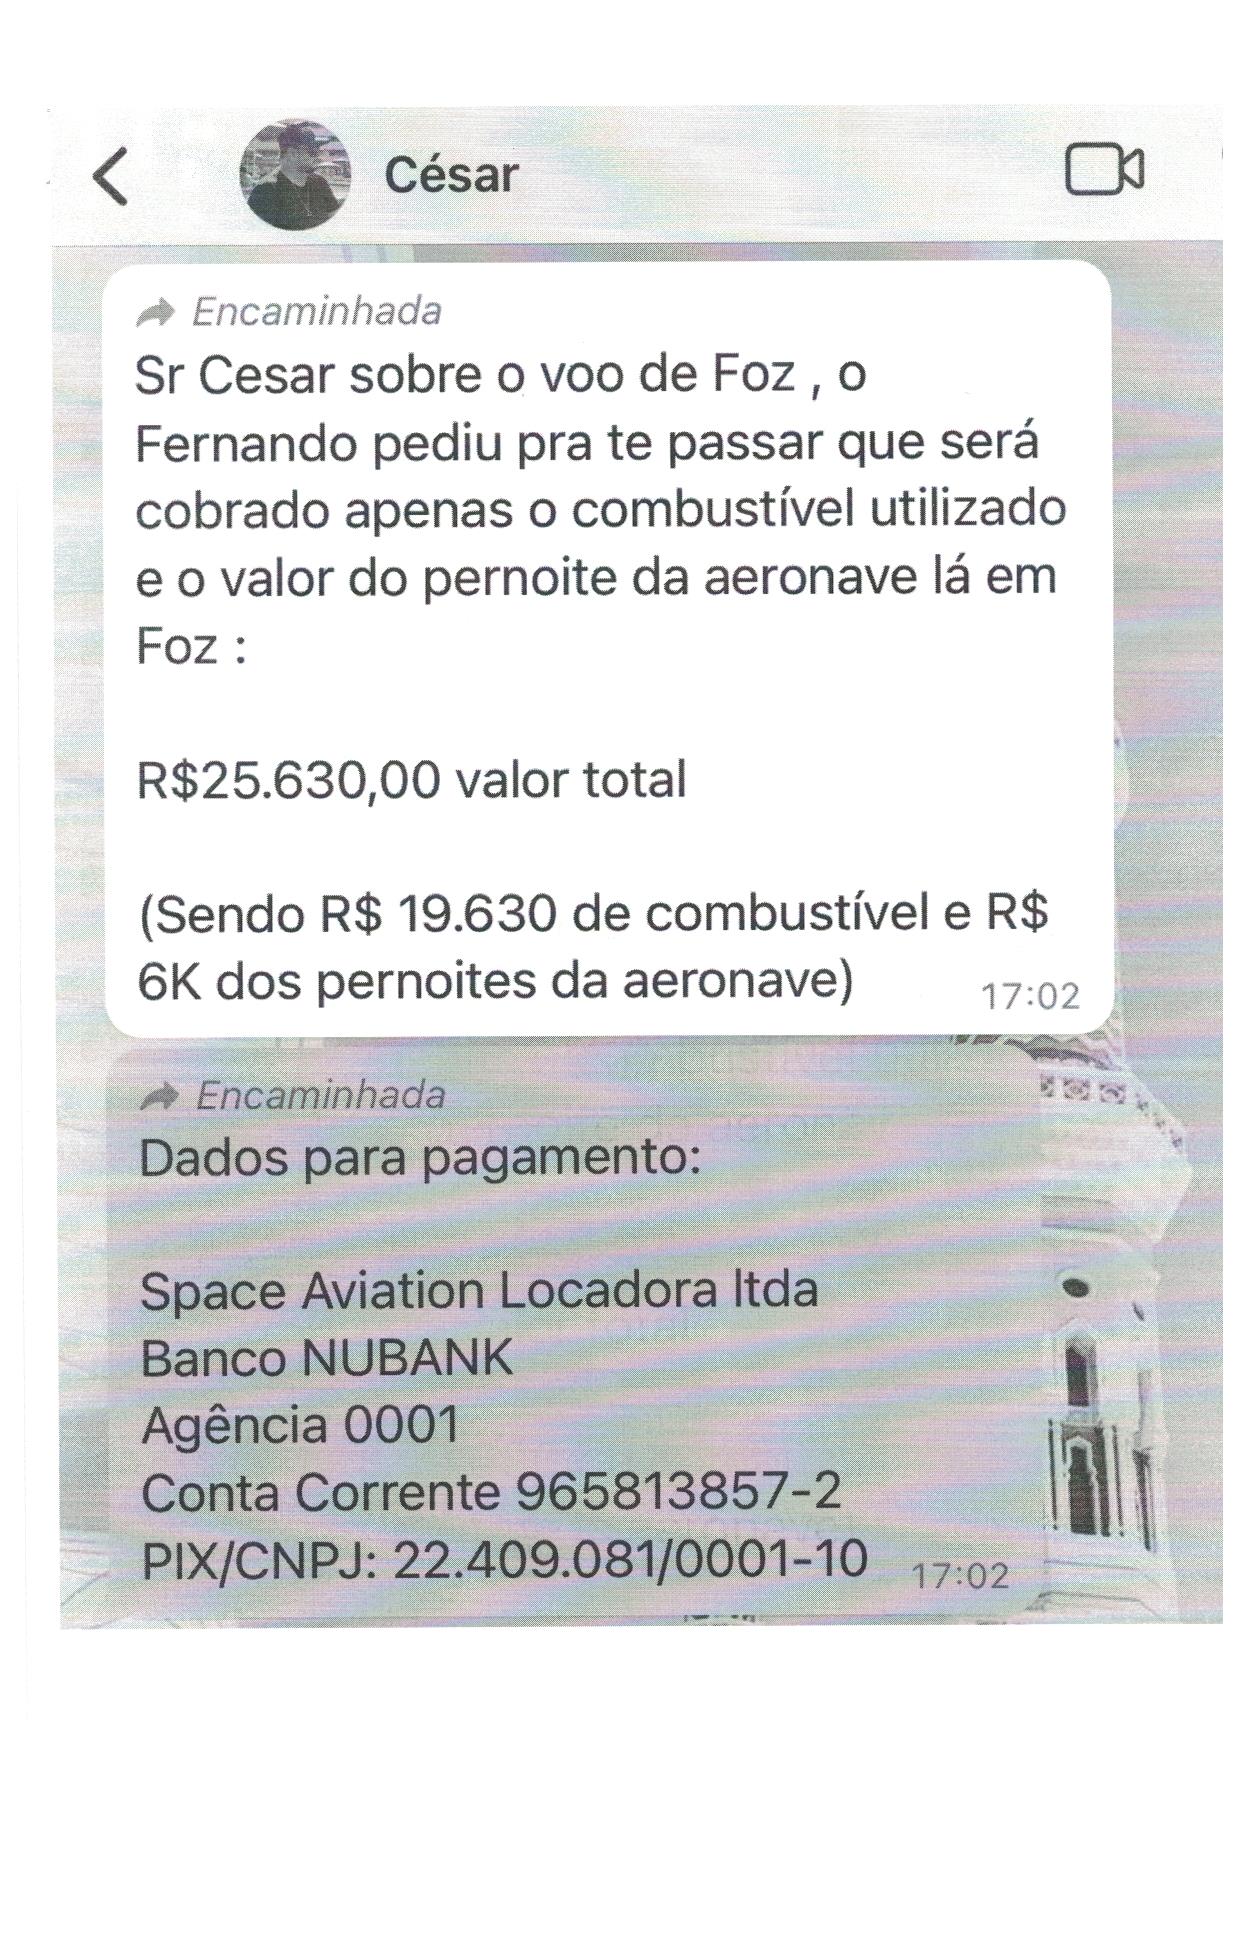 César
Encaminhada
Sr Cesar sobre o voo de Foz , o
Fernando pediu pra te passar que será
cobrado apenas o combustível utilizado
e o valor do pernoite da aeronave lá em
Foz :
R$25.630,00 valor total
(Sendo R$ 19.630 de combustível e R$
6K dos pernoites da aeronave)
17:02
Encaminhada
Dados para pagamento:
Space Aviation Locadora ltda
Banco NUBANK
Agência 0001
Conta Corrente 965813857-2
PIX/CNPJ: 22.409.081/0001-10
17:02